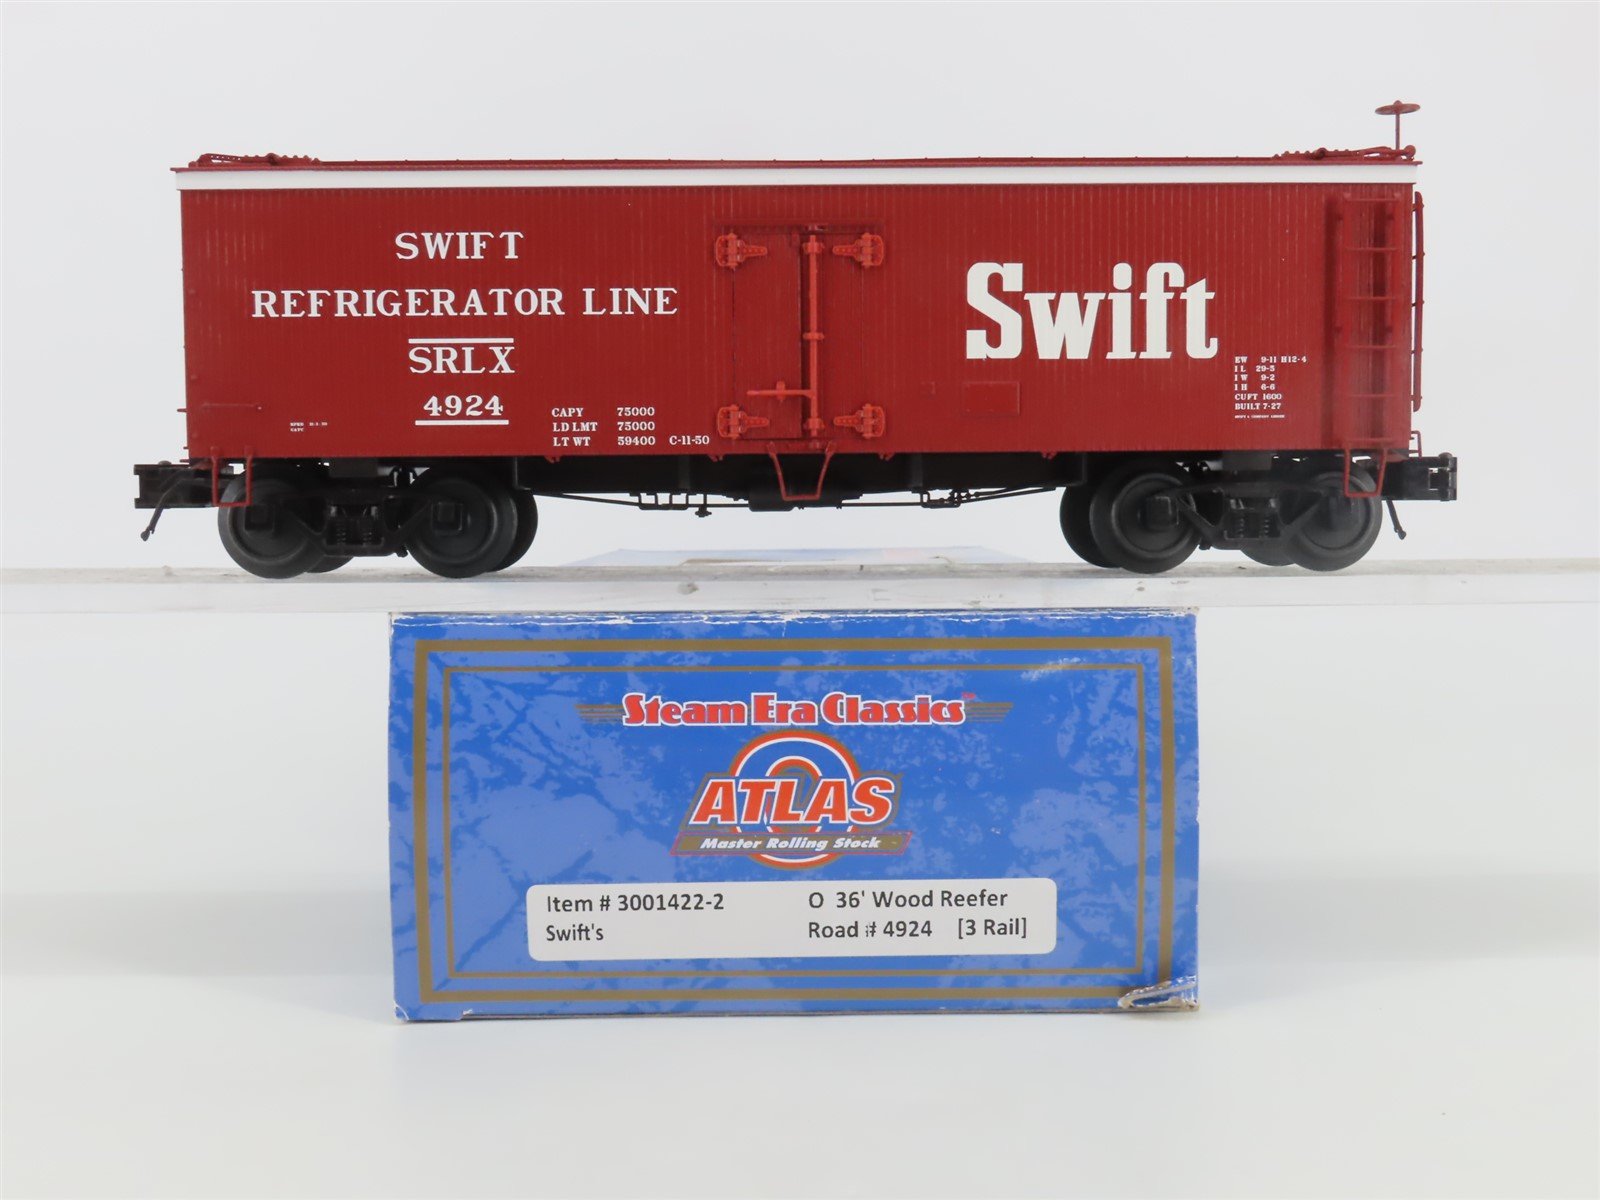 SWIFT
REFRIGERATOR LINE
SRLX
4924
CAPY 75000
LD LMT 75000
LT WT 59400 C-11-50
Swift
EW 9-11 H12-4
IL 29-5
IW 9-2
IH 6-6
CUFT 1600
BUILT 7-27
Steam Era Classics™
O
ATLAS
Master Rolling Stock
Item # 3001422-2 O 36' Wood Reefer
Swift's Road # 4924 [3 Rail]